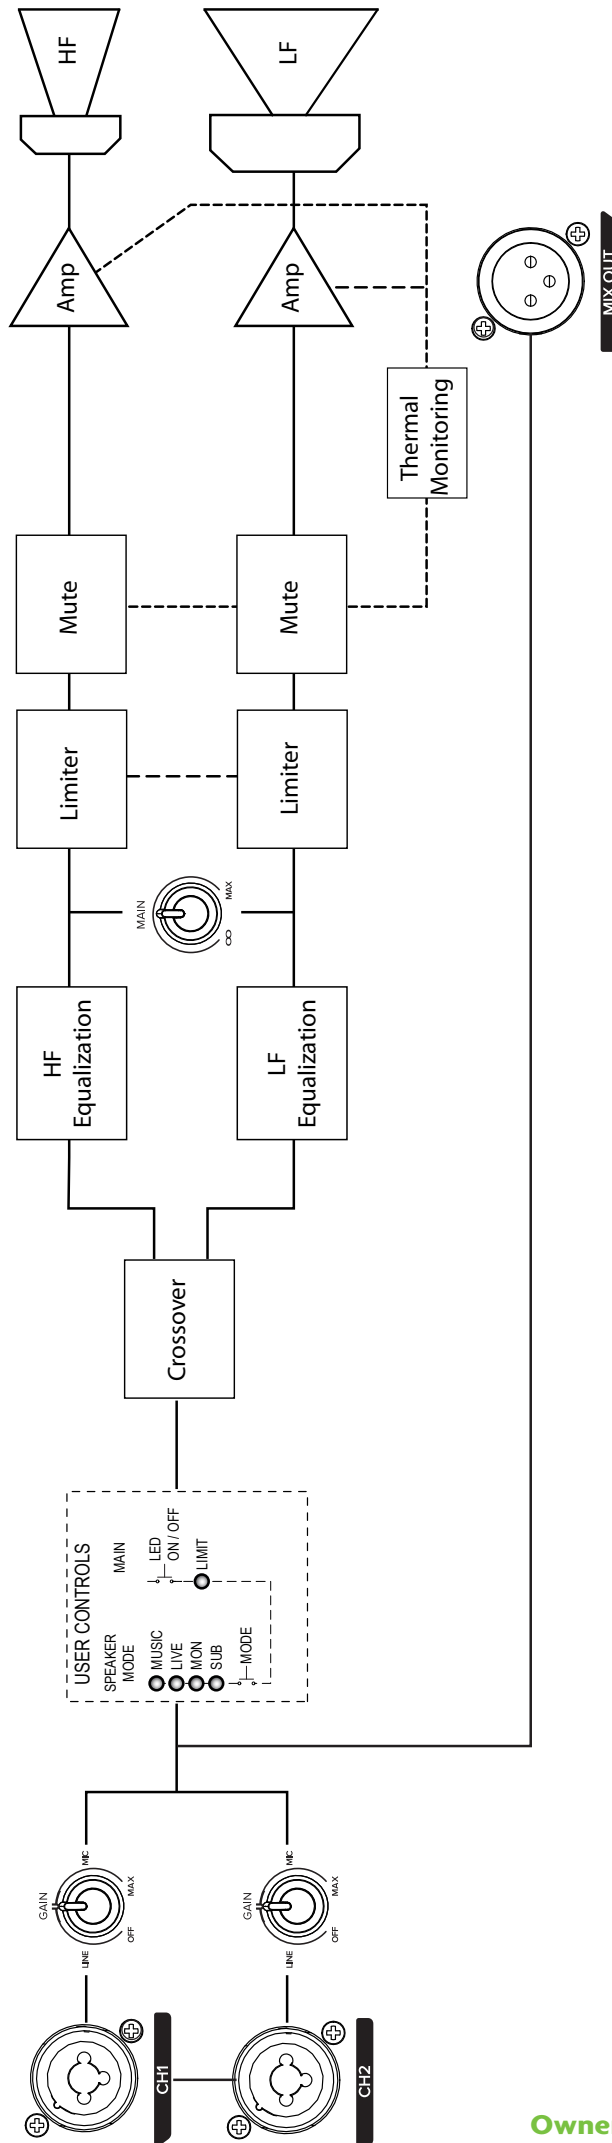 CH1
CH2
LINE
GAIN
MIC
OFF
MAX
LINE
GAIN
MIC
OFF
MAX
USER CONTROLS
SPEAKER
MODE
MUSIC
LIVE
MON
SUB
MODE
MAIN
LED
ON / OFF
LIMIT
Crossover
HF
Equalization
LF
Equalization
MAIN
∞
MAX
Limiter
Limiter
Mute
Mute
Thermal
Monitoring
Amp
Amp
HF
LF
MIX OUT
Owne